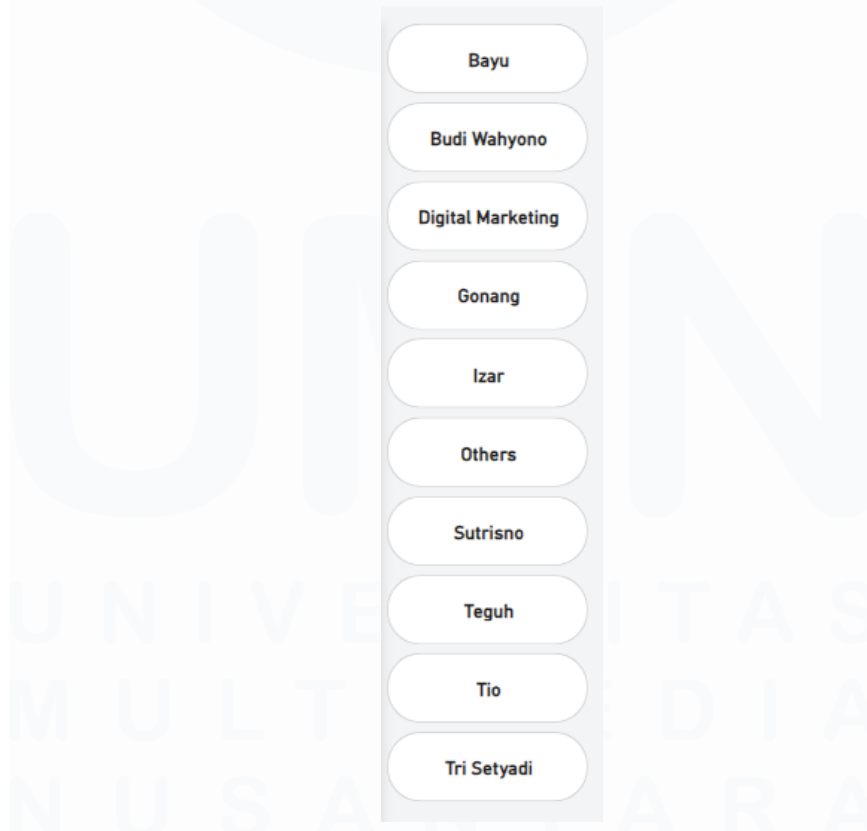 Bayu
Budi Wahyono
Digital Marketing
Gonang
Izar
Others
Sutrisno
Teguh
Tio
Tri Setyadi